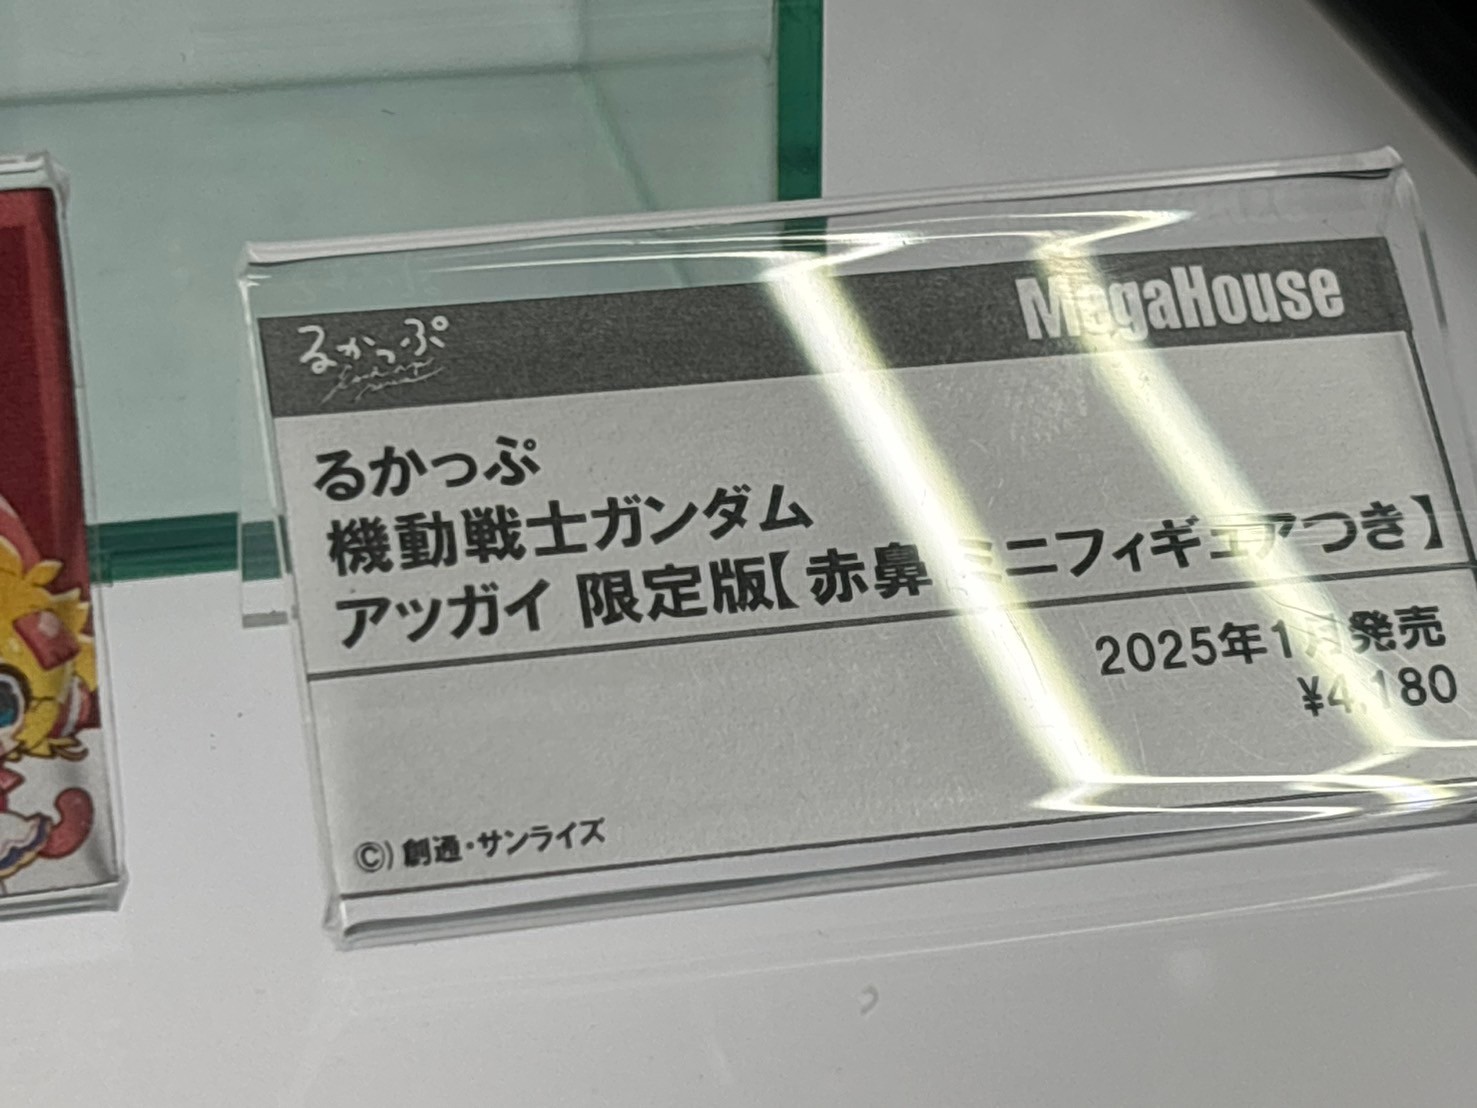 るかっぷ
MegaHouse
るかっぷ
機動戦士ガンダム
アッガイ 限定版【赤鼻 ミニフィギュアつき】
2025年1月発売
¥4,180
©創通・サンライズ